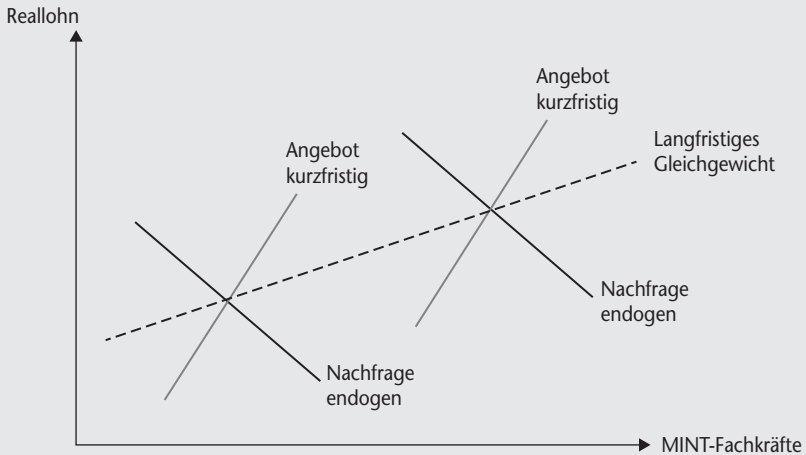 Reallohn
Angebot
kurzfristig
Angebot
kurzfristig
Langfristiges
Gleichgewicht
Nachfrage
endogen
Nachfrage
endogen
MINT-Fachkräfte